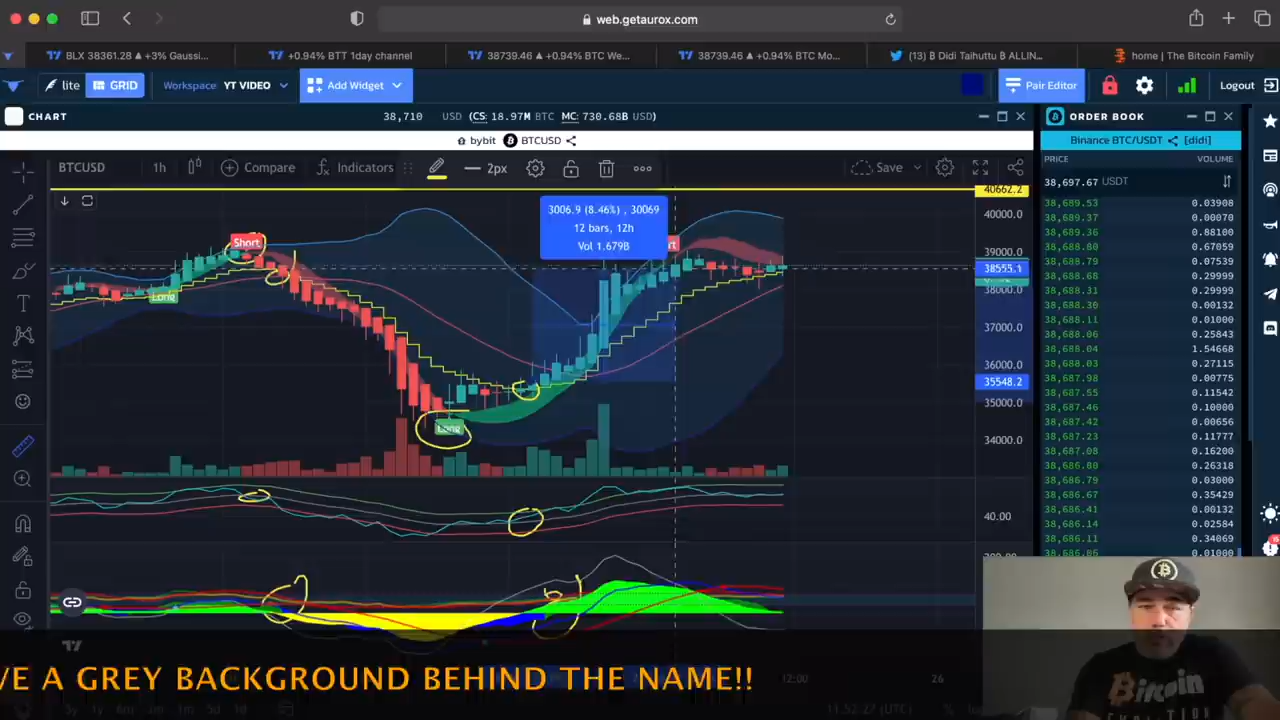 web.getaurox.com
BLX 38361.28 ▲ +3% Gaussi...
+0.94% BTT 1day channel
38739.46 ▲ +0.94% BTC We...
38739.46 ▲ +0.94% BTC Mo...
(13) B Didi Taihuttu B ALLIN...
home | The Bitcoin Family
lite
GRID
Workspace YT VIDEO
Add Widget
Pair Editor
Logout
CHART
38,710 USD (CS: 18.97M BTC MC: 730.68B USD)
ORDER BOOK
bybit BTCUSD
Binance BTC/USDT [didi]
BTCUSD 1h Compare Indicators 2px Save
PRICE VOLUME
38,697.67 USDT
40662.2
40000.0
39000.0
38555.1
38000.0
37000.0
36000.0
35548.2
35000.0
34000.0
40.00
3006.9 (8.46%) , 30069
12 bars, 12h
Vol 1.679B
Short
Long
Long
38,689.53 0.03908
38,689.37 0.00070
38,689.36 0.88100
38,688.80 0.67059
38,688.79 0.07539
38,688.68 0.29999
38,688.31 0.29999
38,688.30 0.00132
38,688.11 0.01000
38,688.06 0.25843
38,688.04 1.54668
38,688.03 0.27115
38,687.98 0.00775
38,687.55 0.11542
38,687.46 0.10000
38,687.42 0.00656
38,687.23 0.11777
38,687.08 0.16200
38,686.80 0.26318
38,686.79 0.03000
38,686.67 0.35429
38,686.41 0.00132
38,686.14 0.02584
38,686.11 0.34069
38,686.06 0.01000
VE A GREY BACKGROUND BEHIND THE NAME!!
12:00
26
Bitcoin